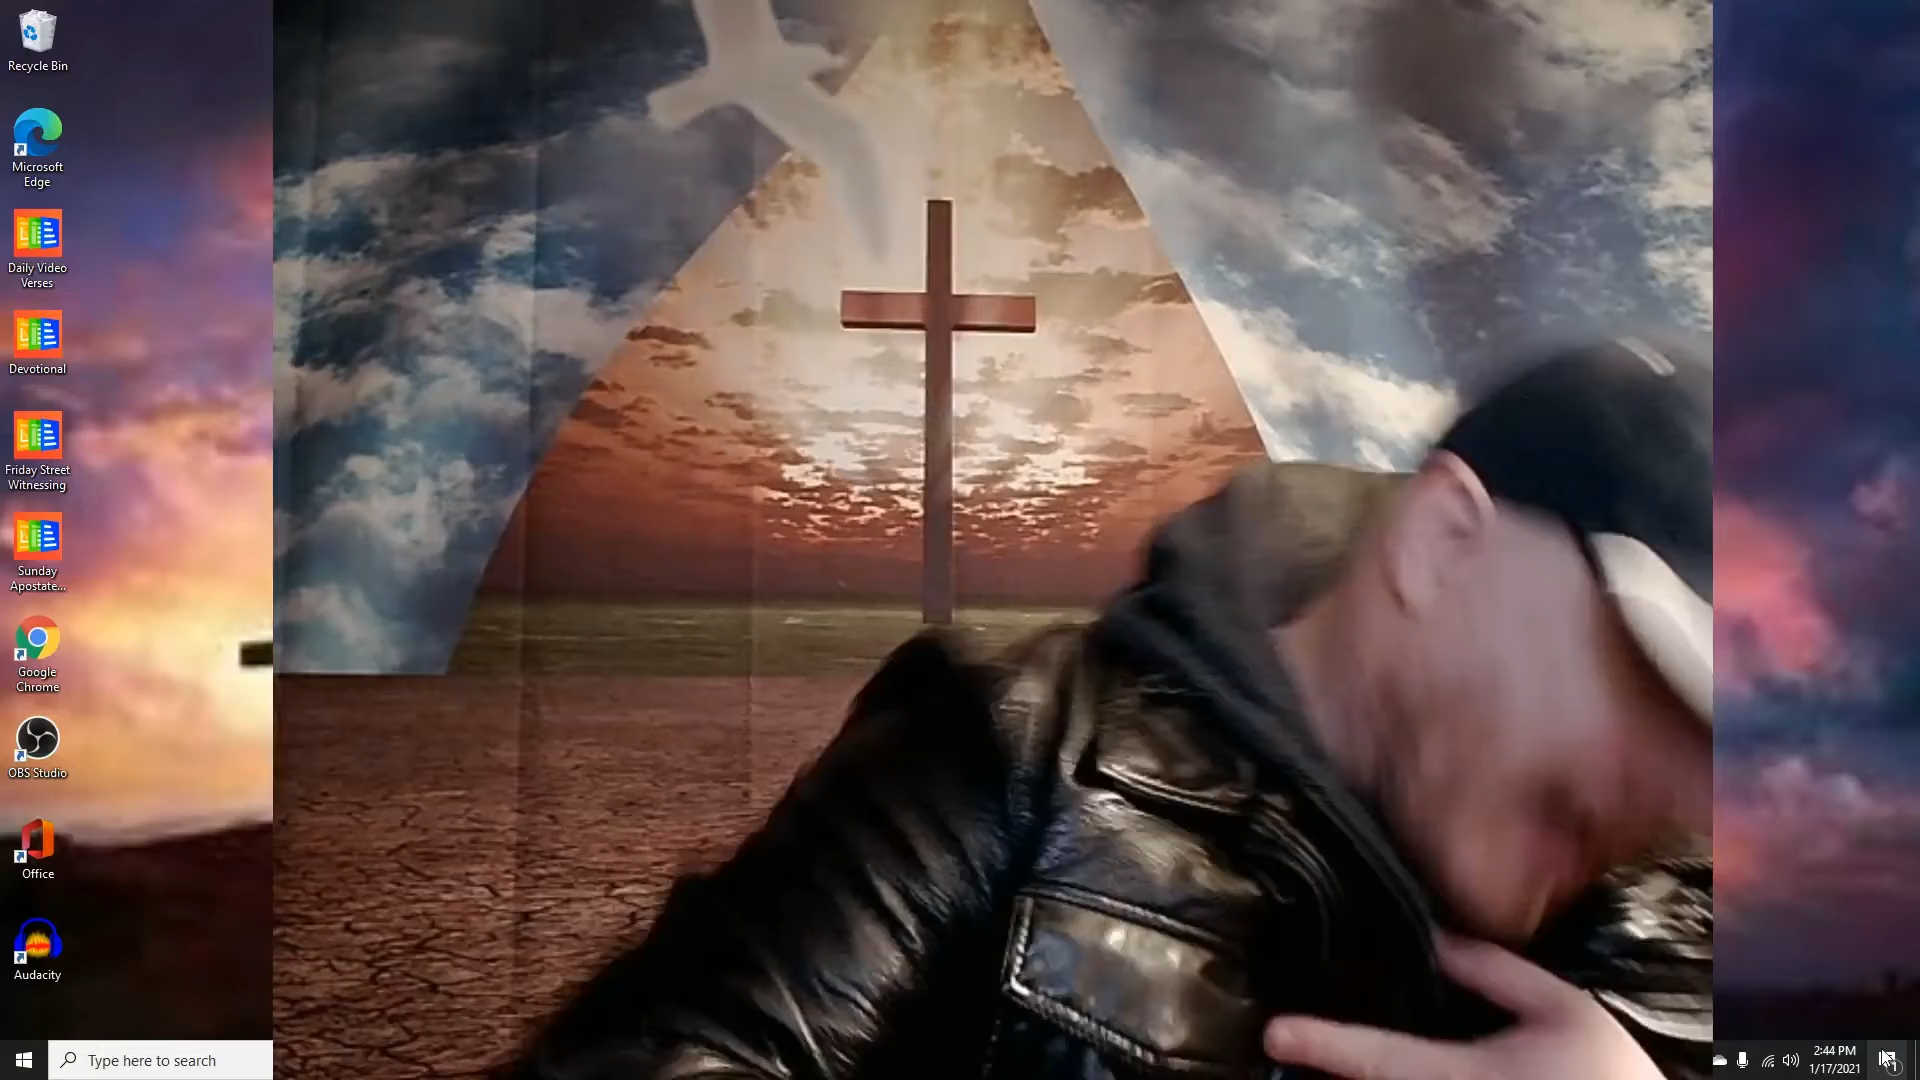 Recycle Bin
Microsoft
Edge
Daily Video
Verses
Devotional
Friday Street
Witnessing
Sunday
Apostate...
Google
Chrome
OBS Studio
Office
Audacity
Type here to search
2:44 PM
1/17/2021
1